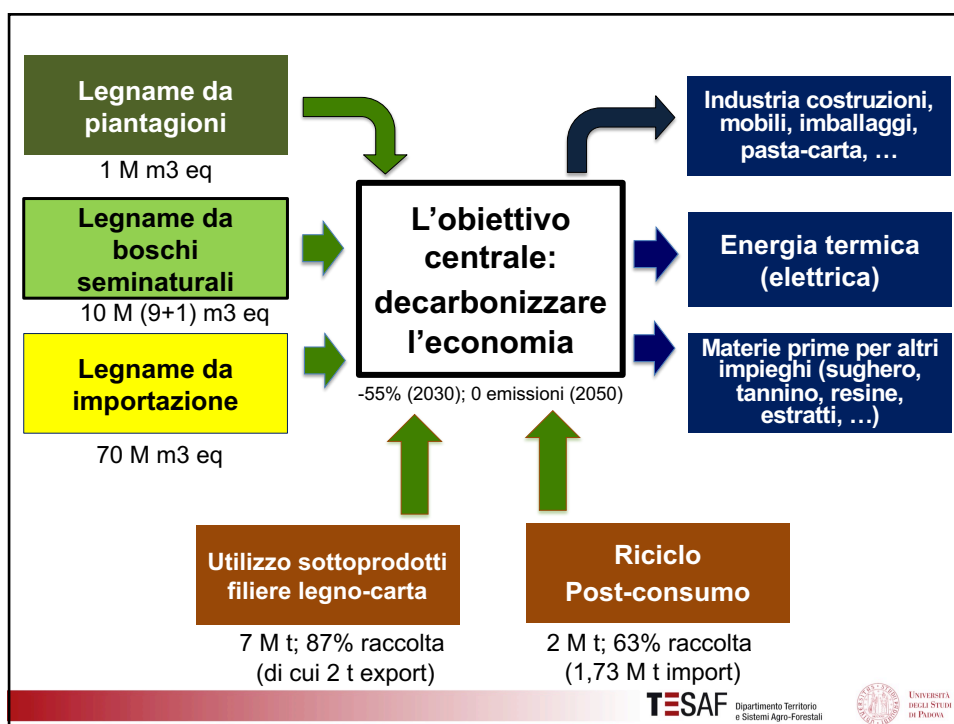 Legname da
piantagioni
1 M m3 eq
Legname da
boschi
seminaturali
10 M (9+1) m3 eq
Legname da
importazione
70 M m3 eq
L’obiettivo
centrale:
decarbonizzare
l’economia
-55% (2030); 0 emissioni (2050)
Industria costruzioni,
mobili, imballaggi,
pasta-carta, …
Energia termica
(elettrica)
Materie prime per altri
impieghi (sughero,
tannino, resine,
estratti, …)
Utilizzo sottoprodotti
filiere legno-carta
7 M t; 87% raccolta
(di cui 2 t export)
Riciclo
Post-consumo
2 M t; 63% raccolta
(1,73 M t import)
TESAF
Dipartimento Territorio
e Sistemi Agro-Forestali
UNIVERSITÀ
DEGLI STUDI
DI PADOVA